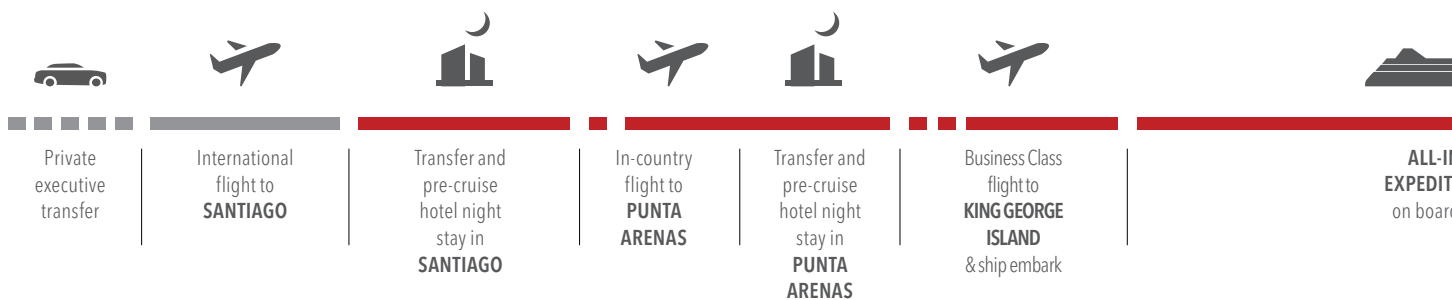 Private
executive
transfer
International
flight to
SANTIAGO
Transfer and
pre-cruise
hotel night
stay in
SANTIAGO
In-country
flight to
PUNTA
ARENAS
Transfer and
pre-cruise
hotel night
stay in
PUNTA
ARENAS
Business Class
flight to
KING GEORGE
ISLAND
& ship embark
on